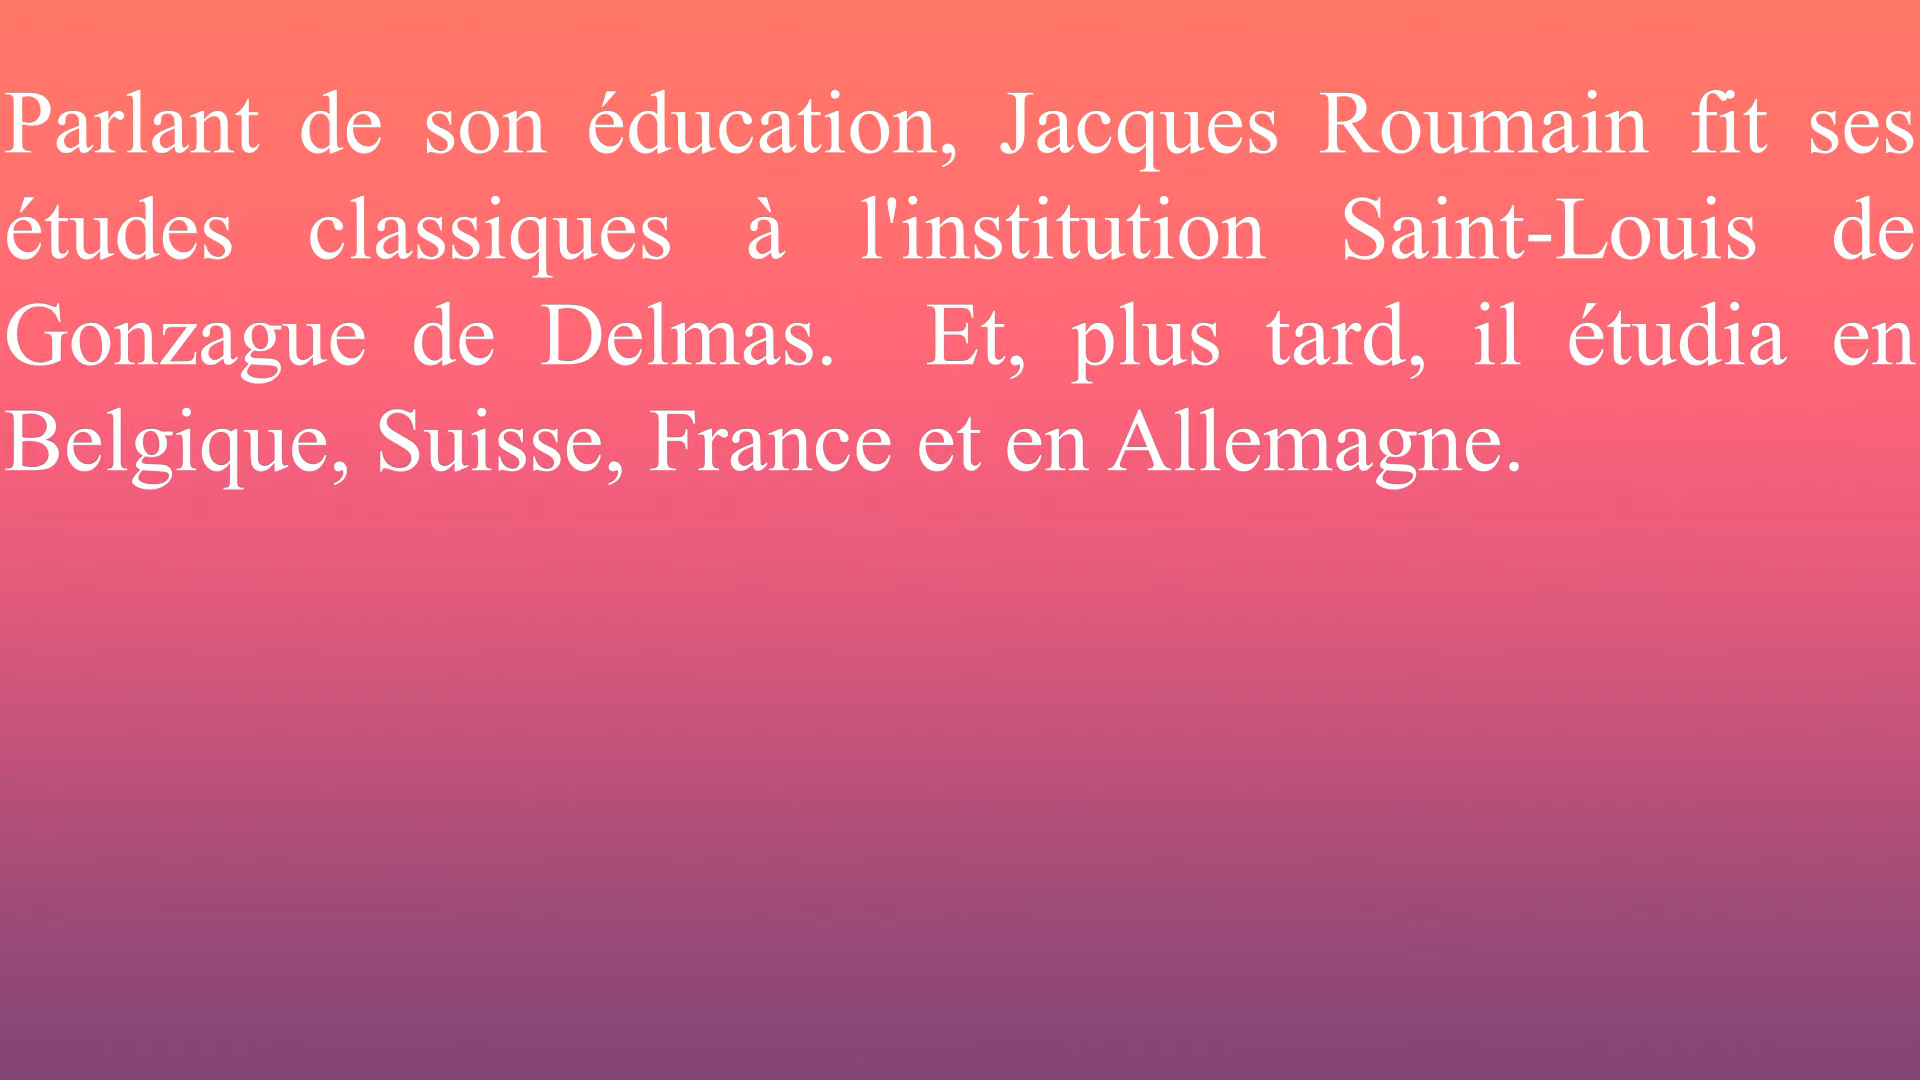 Parlant de son éducation, Jacques Roumain fit ses
études classiques à l'institution Saint-Louis de
Gonzague de Delmas.  Et, plus tard, il étudia en
Belgique, Suisse, France et en Allemagne.